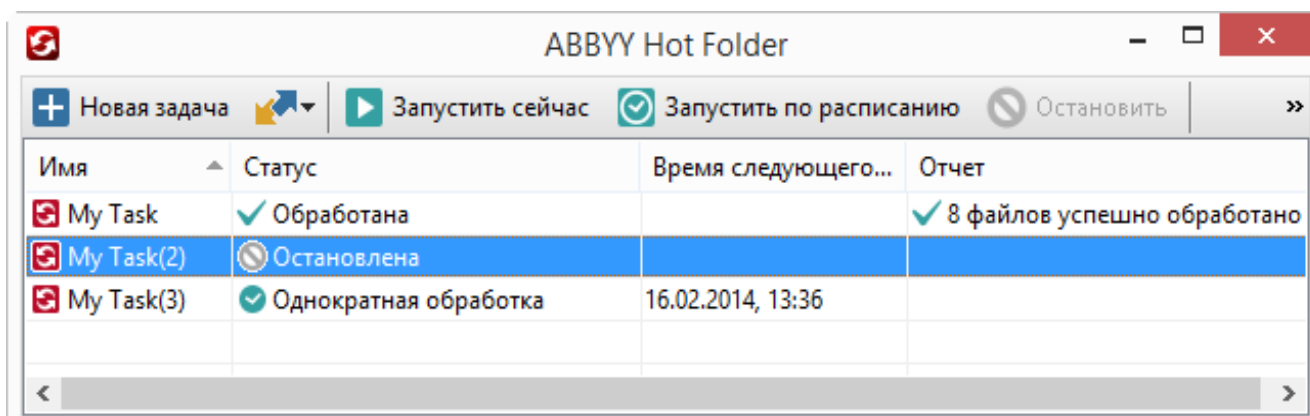 ABBYY Hot Folder
Новая задача Запустить сейчас Запустить по расписанию Остановить »
Имя Статус Время следующего... Отчет
My Task Обработана 8 файлов успешно обработано
My Task(2) Остановлена
My Task(3) Однократная обработка 16.02.2014, 13:36